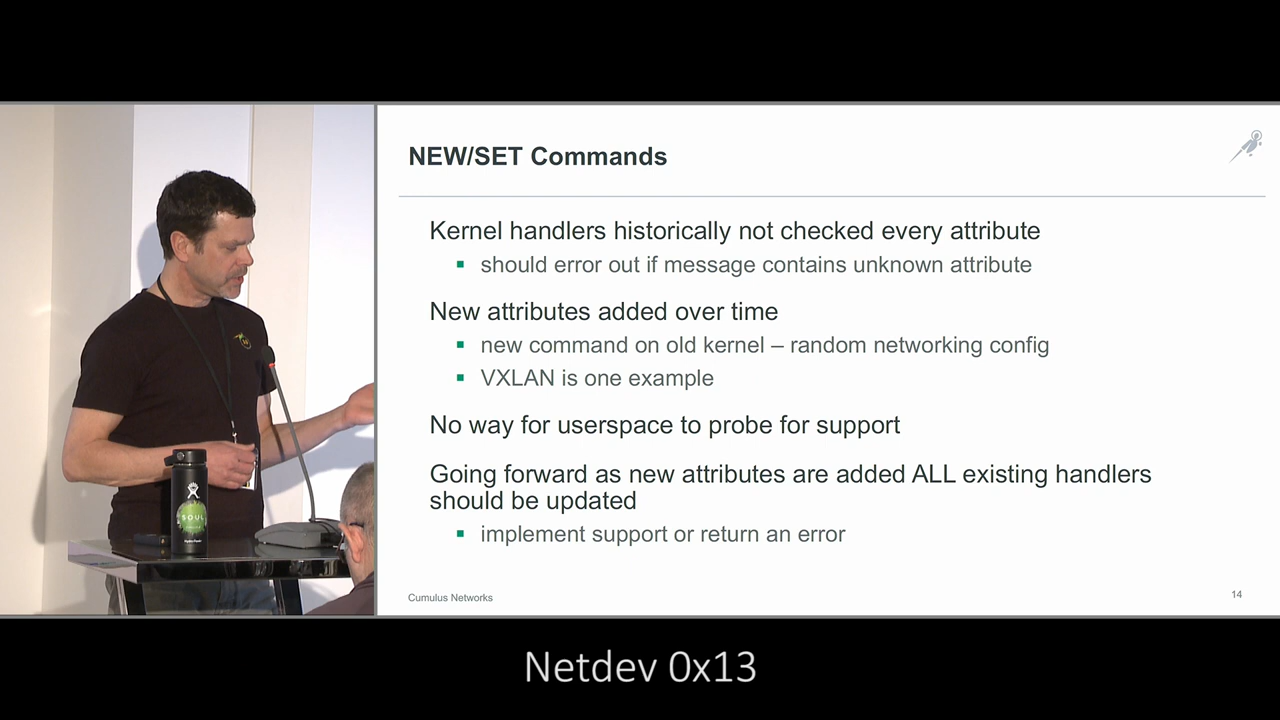 NEW/SET Commands
Kernel handlers historically not checked every attribute
▪ should error out if message contains unknown attribute
New attributes added over time
▪ new command on old kernel – random networking config
▪ VXLAN is one example
No way for userspace to probe for support
Going forward as new attributes are added ALL existing handlers
should be updated
▪ implement support or return an error
Cumulus Networks
14
SOUL
Netdev 0x13